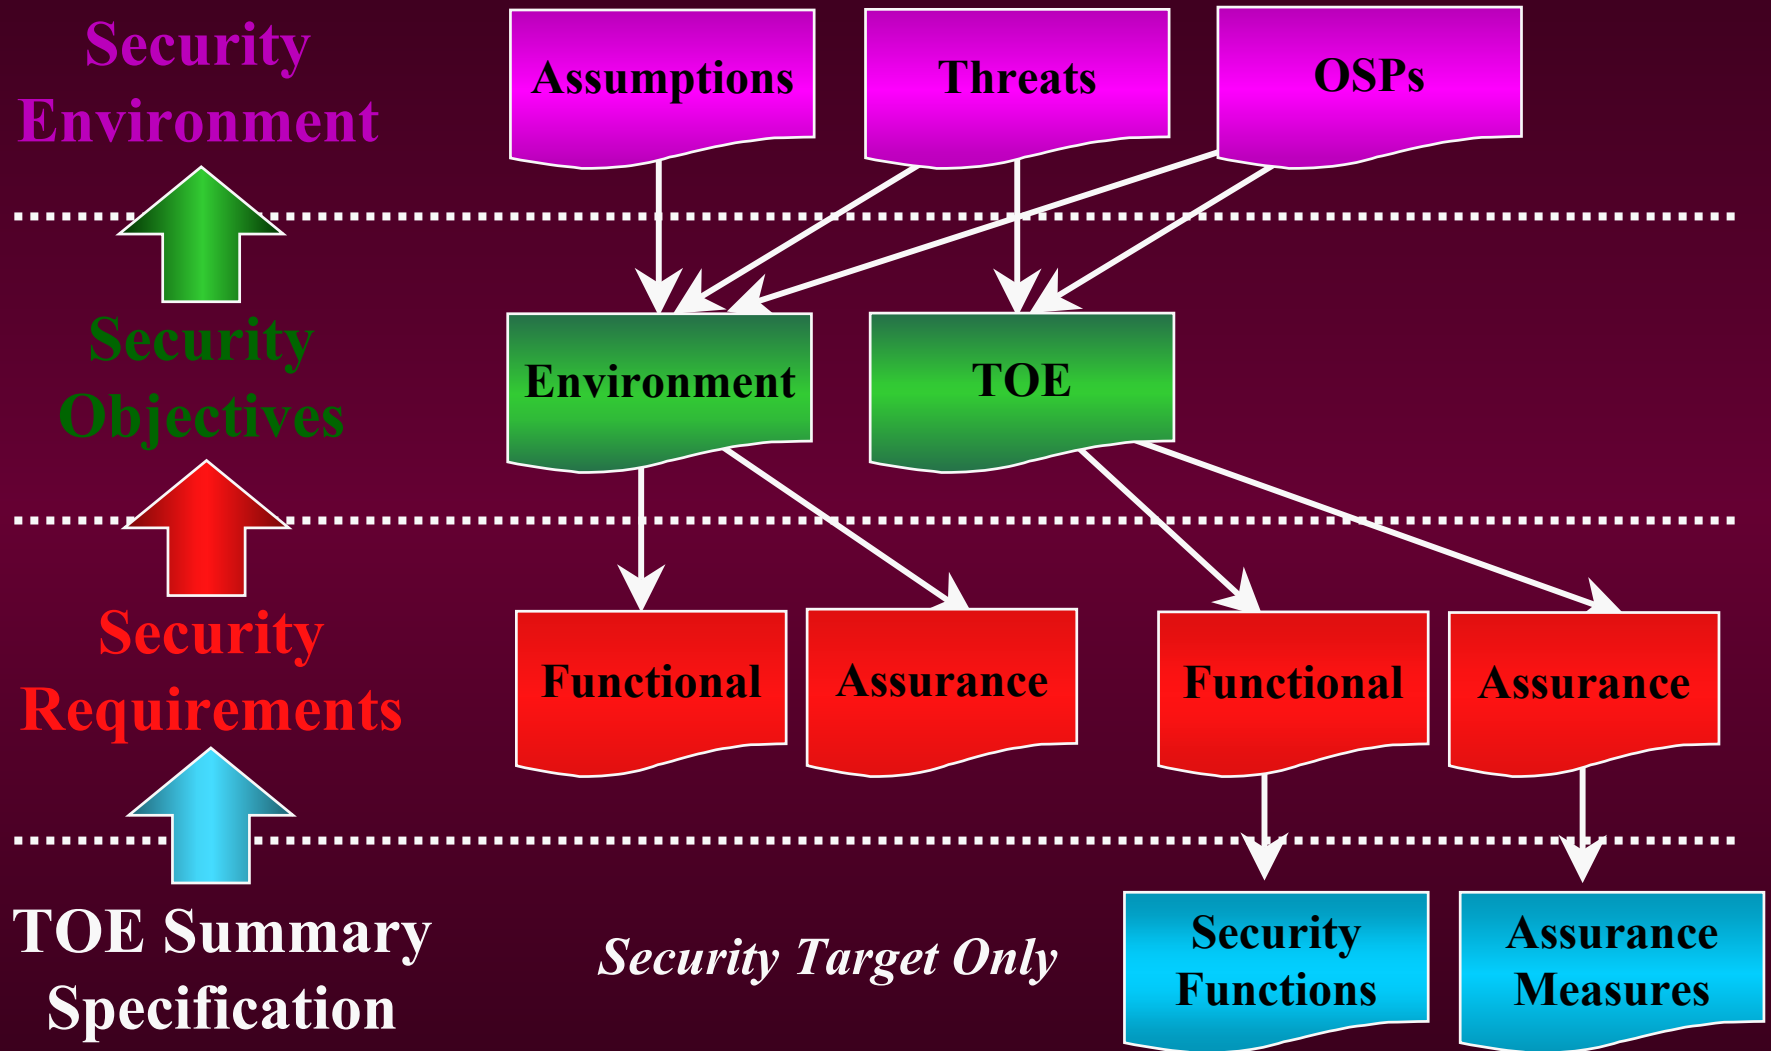 Security
Environment
Assumptions
Threats
OSPs
Security
Objectives
Environment
TOE
Security
Requirements
Functional
Assurance
Functional
Assurance
TOE Summary
Specification
Security Target Only
Security
Functions
Assurance
Measures